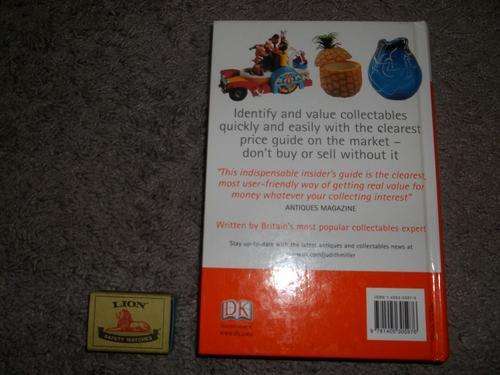 Identify and value collectables
quickly and easily with the clearest
price guide on the market –
don't buy or sell without it
"This indispensable insider's guide is the clearest,
most user-friendly way of getting real value for
money whatever your collecting interest"
ANTIQUES MAGAZINE
Written by Britain's most popular collectables expert
Stay up-to-date with the latest antiques and collectables news at
LION
SAFETY MATCHES
DK